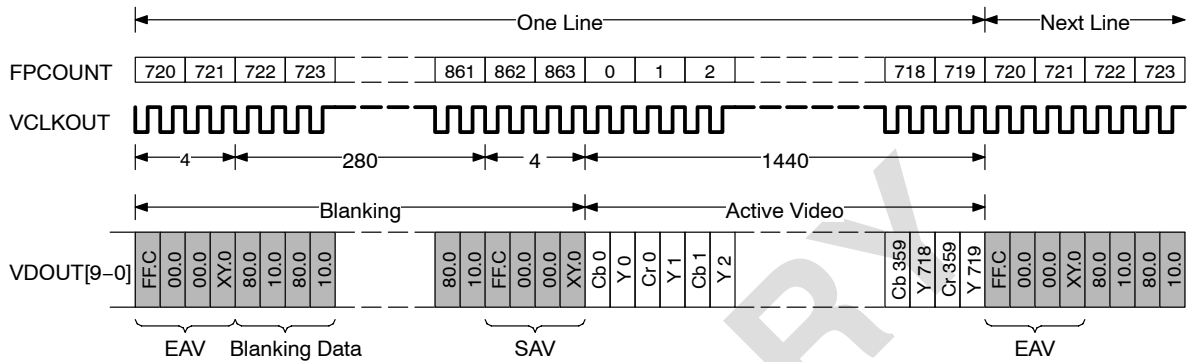 One Line Next Line
FPCOUNT 720 721 722 723 861 862 863 0 1 2 718 719 720 721 722 723
VCLKOUT
4 280 4 1440
Blanking Active Video
VDOUT[9–0] FF.C 00.0 00.0 XY.0 80.0 10.0 80.0 10.0 80.0 10.0 FF.C 00.0 00.0 XY.0 Cb 0 Y 0 Cr 0 Y 1 Cb 1 Y 2 Cb 359 Y 718 Cr 359 Y 719 FF.C 00.0 00.0 XY.0 80.0 10.0 80.0 10.0
EAV Blanking Data SAV EAV
RY